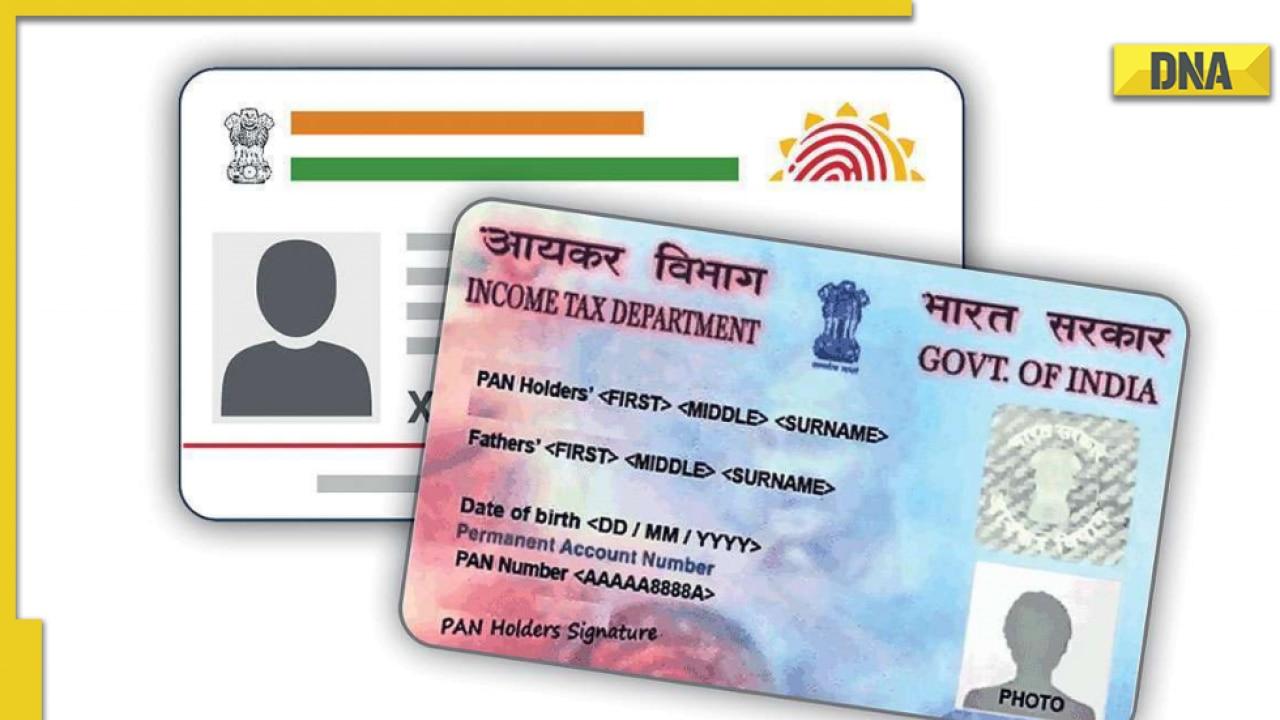 DNA
आयकर विभाग
INCOME TAX DEPARTMENT
भारत सरकार
GOVT. OF INDIA
PAN Holders' <FIRST> <MIDDLE> <SURNAME>
Fathers' <FIRST> <MIDDLE> <SURNAME>
Date of birth <DD / MM / YYYY>
Permanent Account Number
PAN Number <AAAAA8888A>
PAN Holders Signature
PHOTO
X